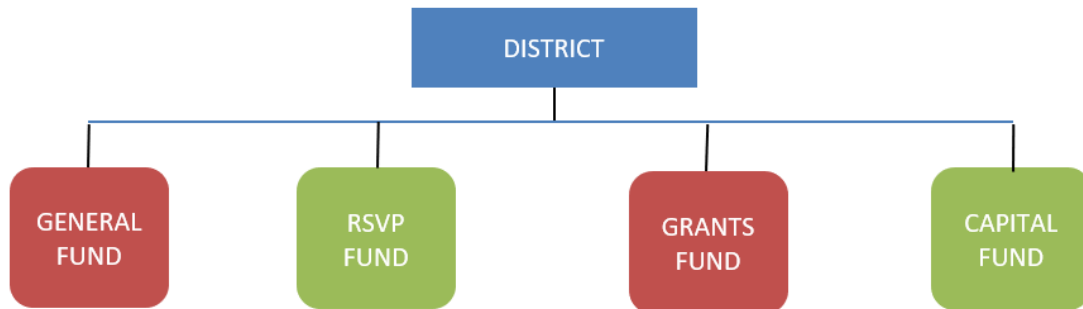 DISTRICT
GENERAL
FUND
RSVP
FUND
GRANTS
FUND
CAPITAL
FUND